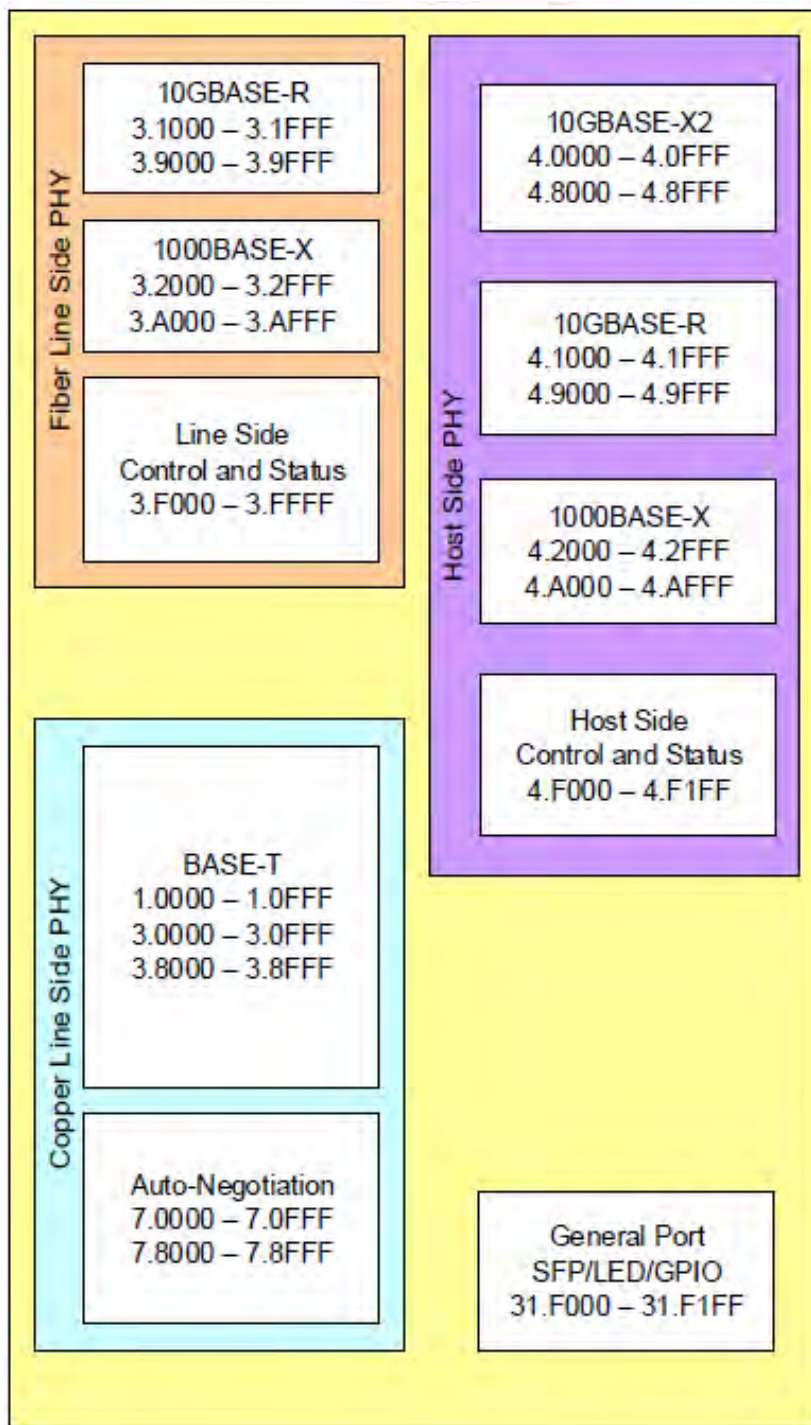 Fiber Line Side PHY
10GBASE-R
3.1000 – 3.1FFF
3.9000 – 3.9FFF
1000BASE-X
3.2000 – 3.2FFF
3.A000 – 3.AFFF
Line Side
Control and Status
3.F000 – 3.FFFF
Host Side PHY
10GBASE-X2
4.0000 – 4.0FFF
4.8000 – 4.8FFF
10GBASE-R
4.1000 – 4.1FFF
4.9000 – 4.9FFF
1000BASE-X
4.2000 – 4.2FFF
4.A000 – 4.AFFF
Host Side
Control and Status
4.F000 – 4.F1FF
Copper Line Side PHY
BASE-T
1.0000 – 1.0FFF
3.0000 – 3.0FFF
3.8000 – 3.8FFF
Auto-Negotiation
7.0000 – 7.0FFF
7.8000 – 7.8FFF
General Port
SFP/LED/GPIO
31.F000 – 31.F1FF